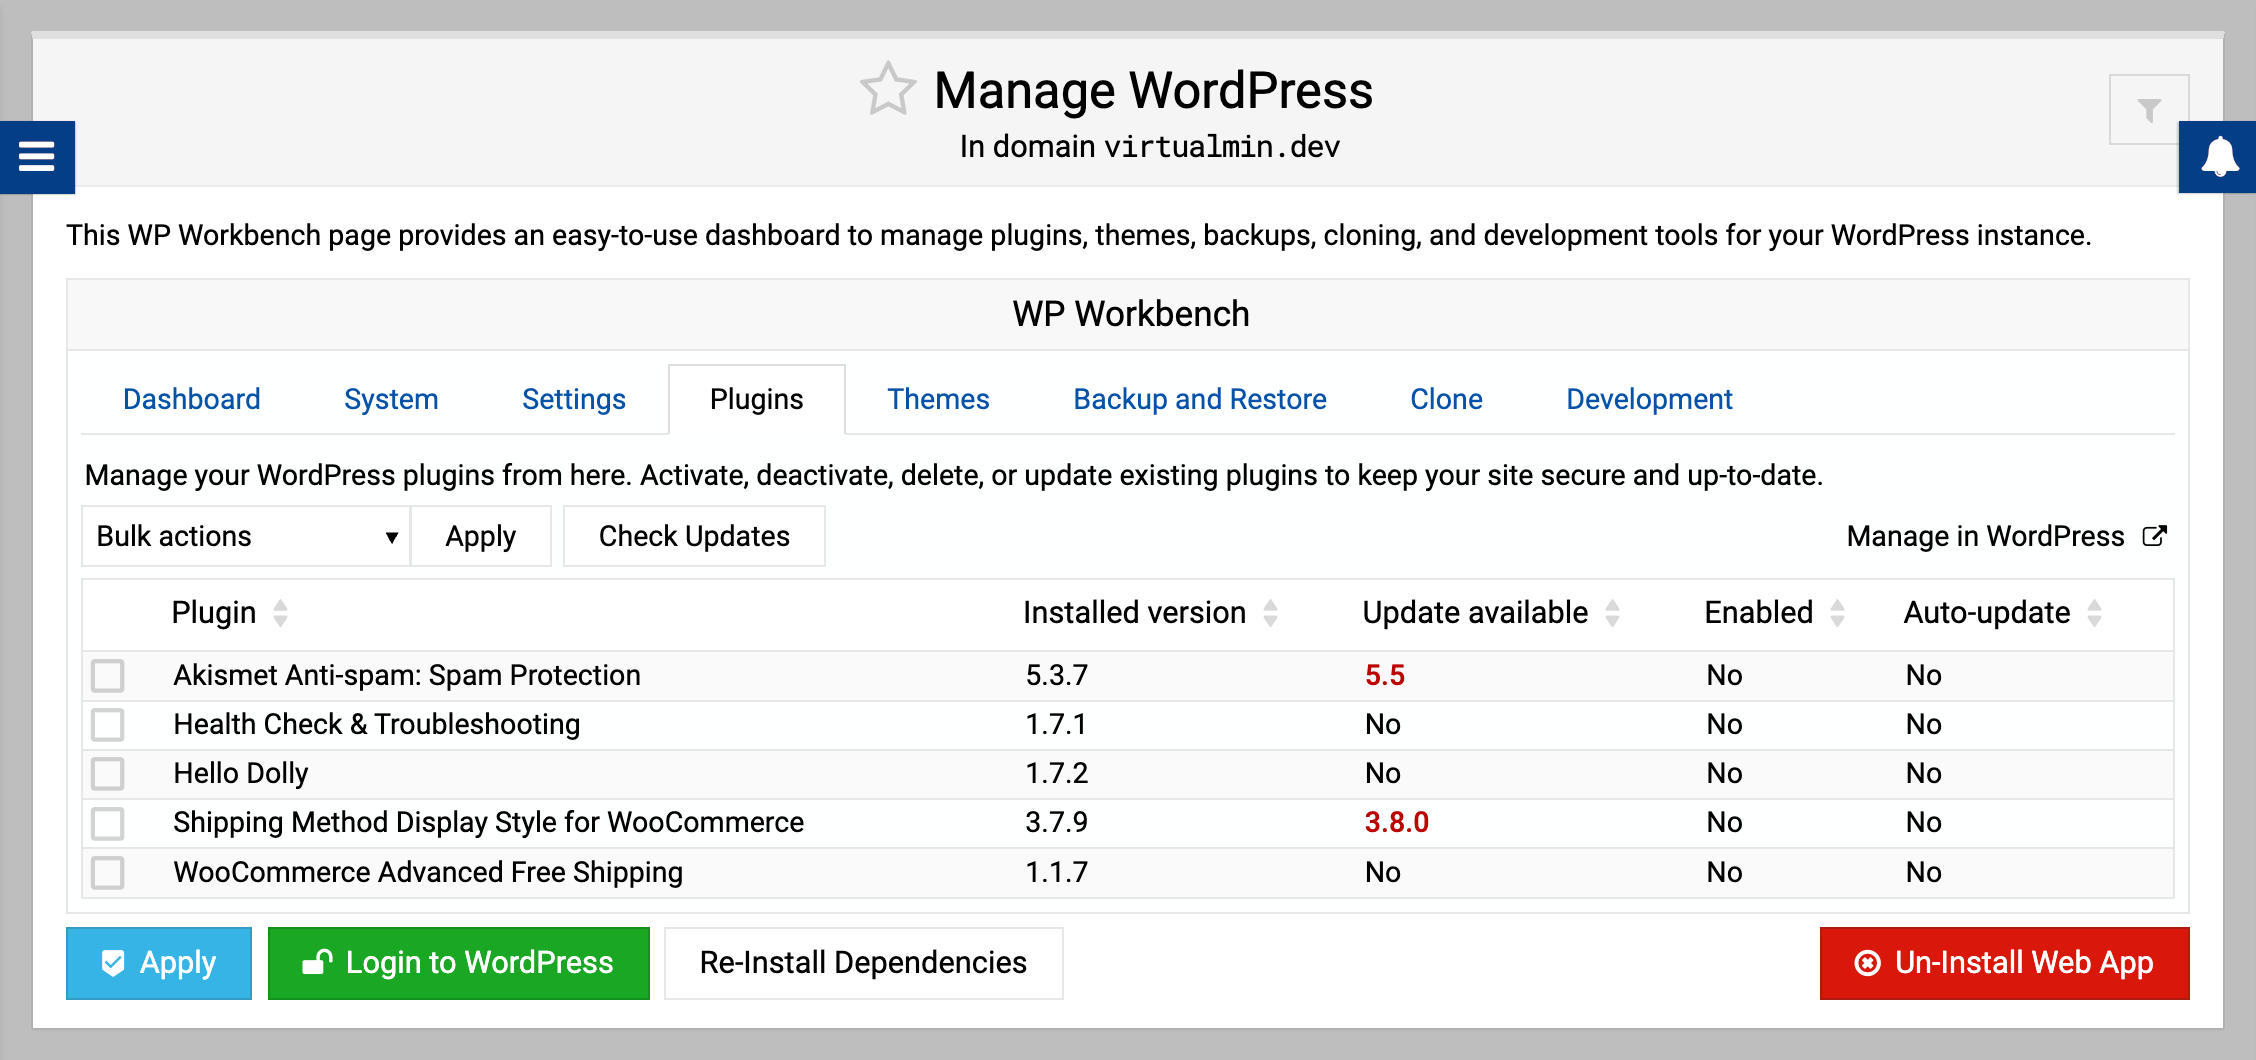 Manage WordPress
In domain virtualmin.dev
This WP Workbench page provides an easy-to-use dashboard to manage plugins, themes, backups, cloning, and development tools for your WordPress instance.
WP Workbench
Dashboard System Settings Plugins Themes Backup and Restore Clone Development
Manage your WordPress plugins from here. Activate, deactivate, delete, or update existing plugins to keep your site secure and up-to-date.
Bulk actions Apply Check Updates Manage in WordPress
Plugin Installed version Update available Enabled Auto-update
Akismet Anti-spam: Spam Protection 5.3.7 5.5 No No
Health Check & Troubleshooting 1.7.1 No No No
Hello Dolly 1.7.2 No No No
Shipping Method Display Style for WooCommerce 3.7.9 3.8.0 No No
WooCommerce Advanced Free Shipping 1.1.7 No No No
Apply Login to WordPress Re-Install Dependencies Un-Install Web App